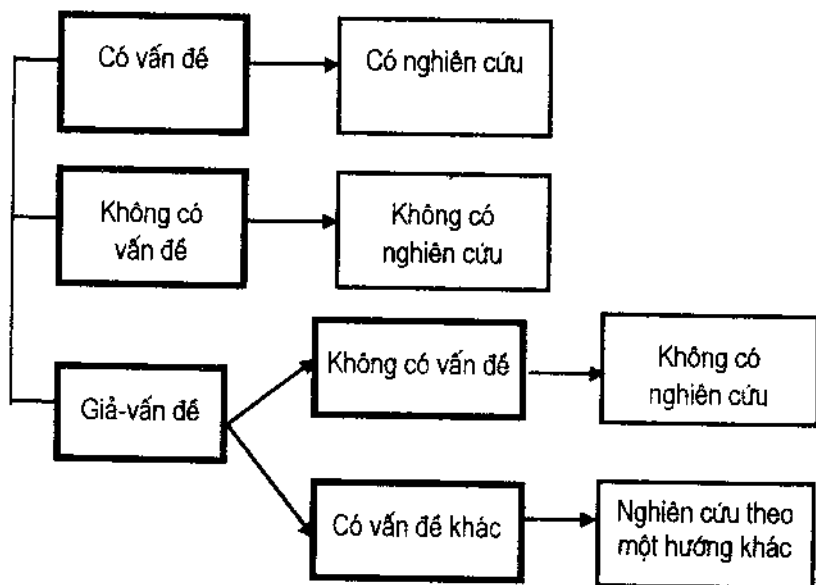 Có vấn đề
Có nghiên cứu
Không có
vấn đề
Không có
nghiên cứu
Giả-vấn đề
Không có vấn đề
Không có
nghiên cứu
Có vấn đề khác
Nghiên cứu theo
một hướng khác